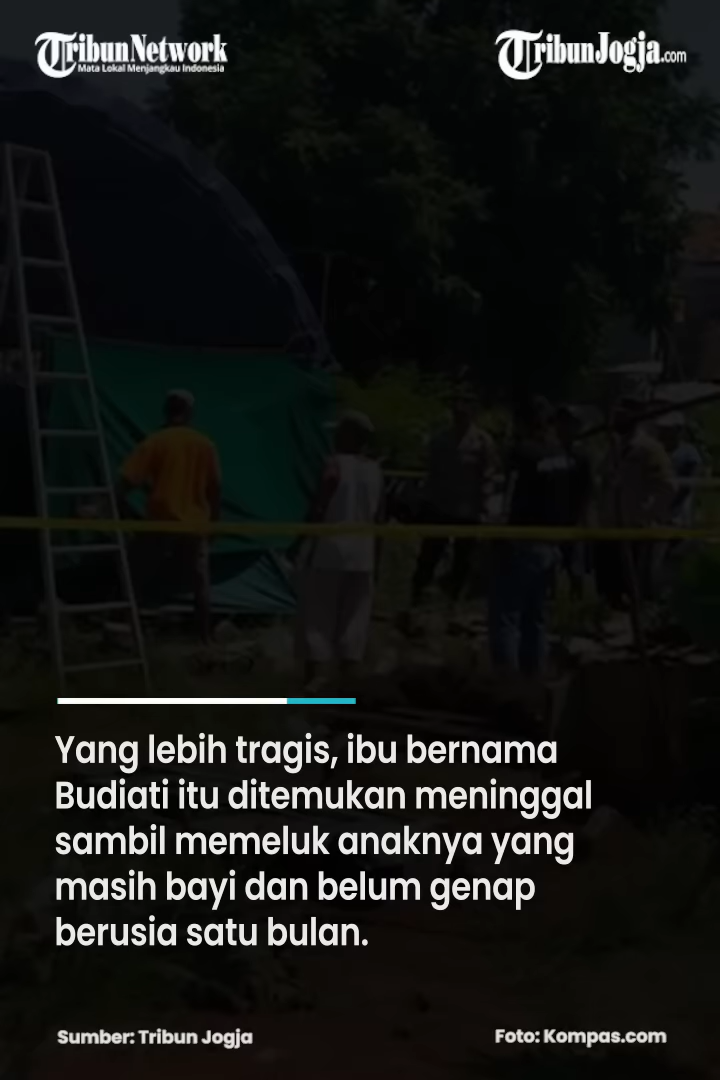 TribunNetwork
Mata Lokal Menjangkau Indonesia
TribunJogja.com
Yang lebih tragis, ibu bernama
Budiati itu ditemukan meninggal
sambil memeluk anaknya yang
masih bayi dan belum genap
berusia satu bulan.
Sumber: Tribun Jogja
Foto: Kompas.com